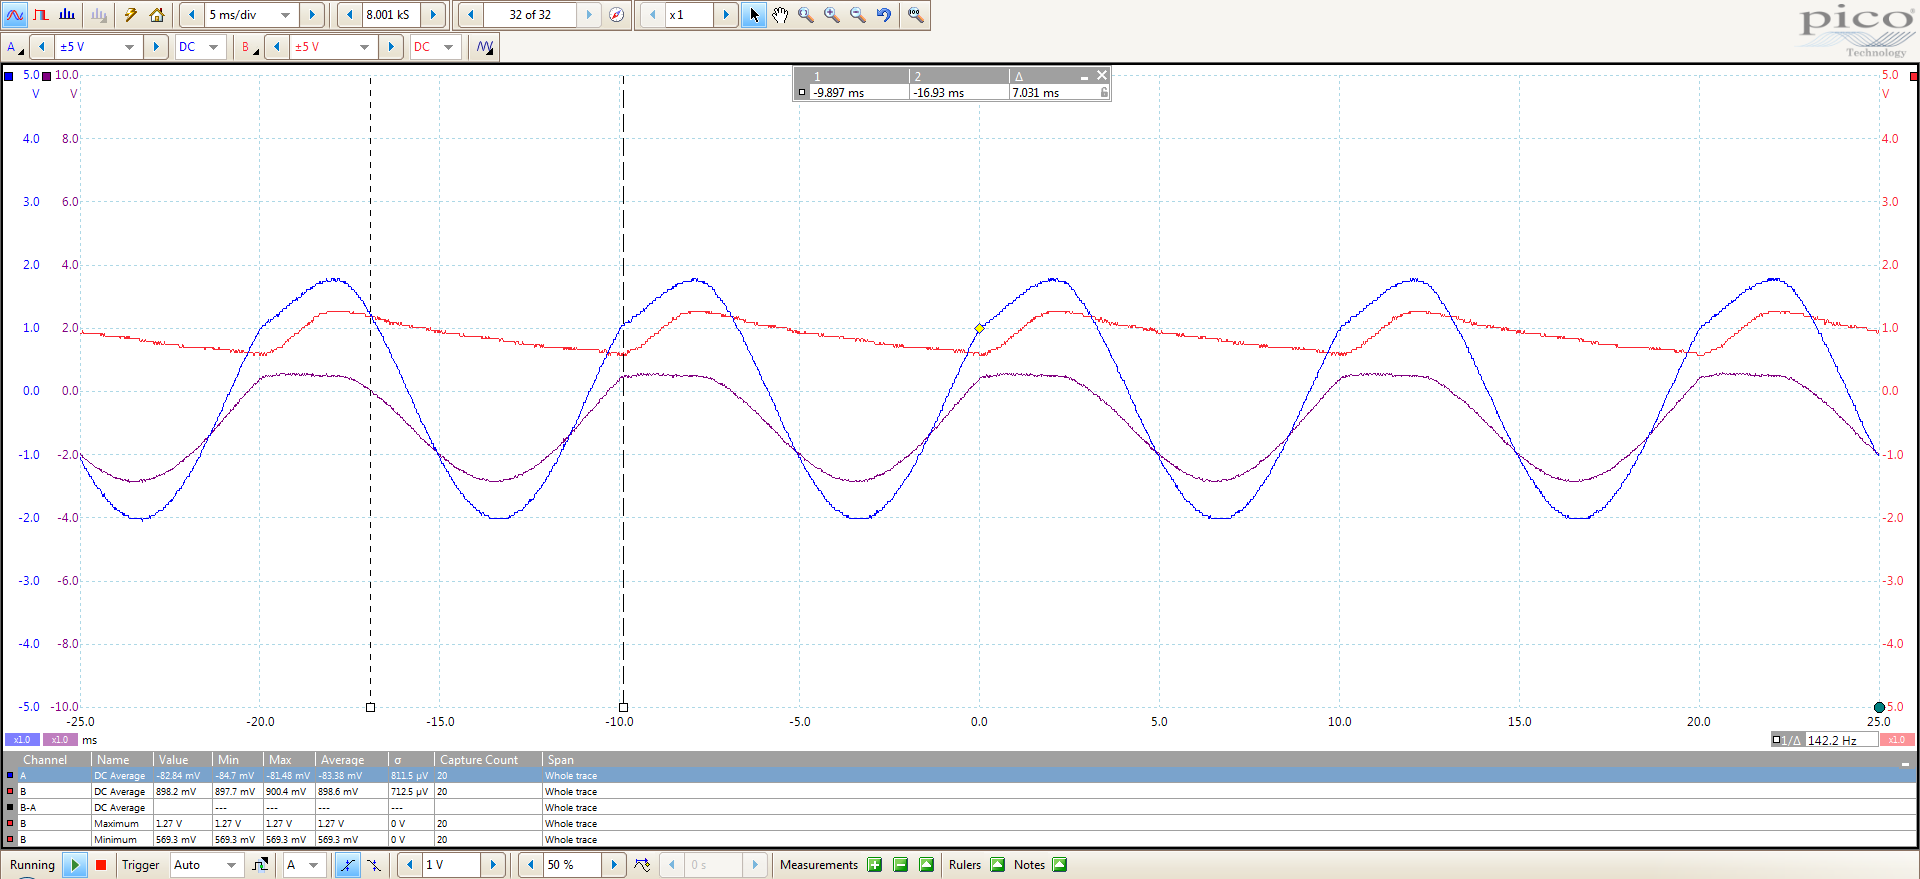 5 ms/div 8.001 kS 32 of 32 x 1
pico
Technology
A ±5 V DC B ±5 V DC
5.0 10.0 1 2 Δ 5.0
V V -9.897 ms -16.93 ms 7.031 ms V
4.0 8.0 4.0
3.0 6.0 3.0
2.0 4.0 2.0
1.0 2.0 1.0
0.0 0.0 0.0
-1.0 -2.0 -1.0
-2.0 -4.0 -2.0
-3.0 -6.0 -3.0
-4.0 -8.0 -4.0
-5.0 -10.0 -5.0
-25.0 -20.0 -15.0 -10.0 -5.0 0.0 5.0 10.0 15.0 20.0 25.0
x1.0 x1.0 ms 1/Δ 142.2 Hz x1.0
Channel Name Value Min Max Average σ Capture Count Span
A DC Average -82.84 mV -84.7 mV -81.48 mV -83.38 mV 811.5 µV 20 Whole trace
B DC Average 898.2 mV 897.7 mV 900.4 mV 898.6 mV 712.5 µV 20 Whole trace
B-A DC Average --- --- --- --- Whole trace
B Maximum 1.27 V 1.27 V 1.27 V 1.27 V 0 V 20 Whole trace
B Minimum 569.3 mV 569.3 mV 569.3 mV 569.3 mV 0 V 20 Whole trace
Running Trigger Auto A 1 V 50 % 0 s Measurements Rulers Notes